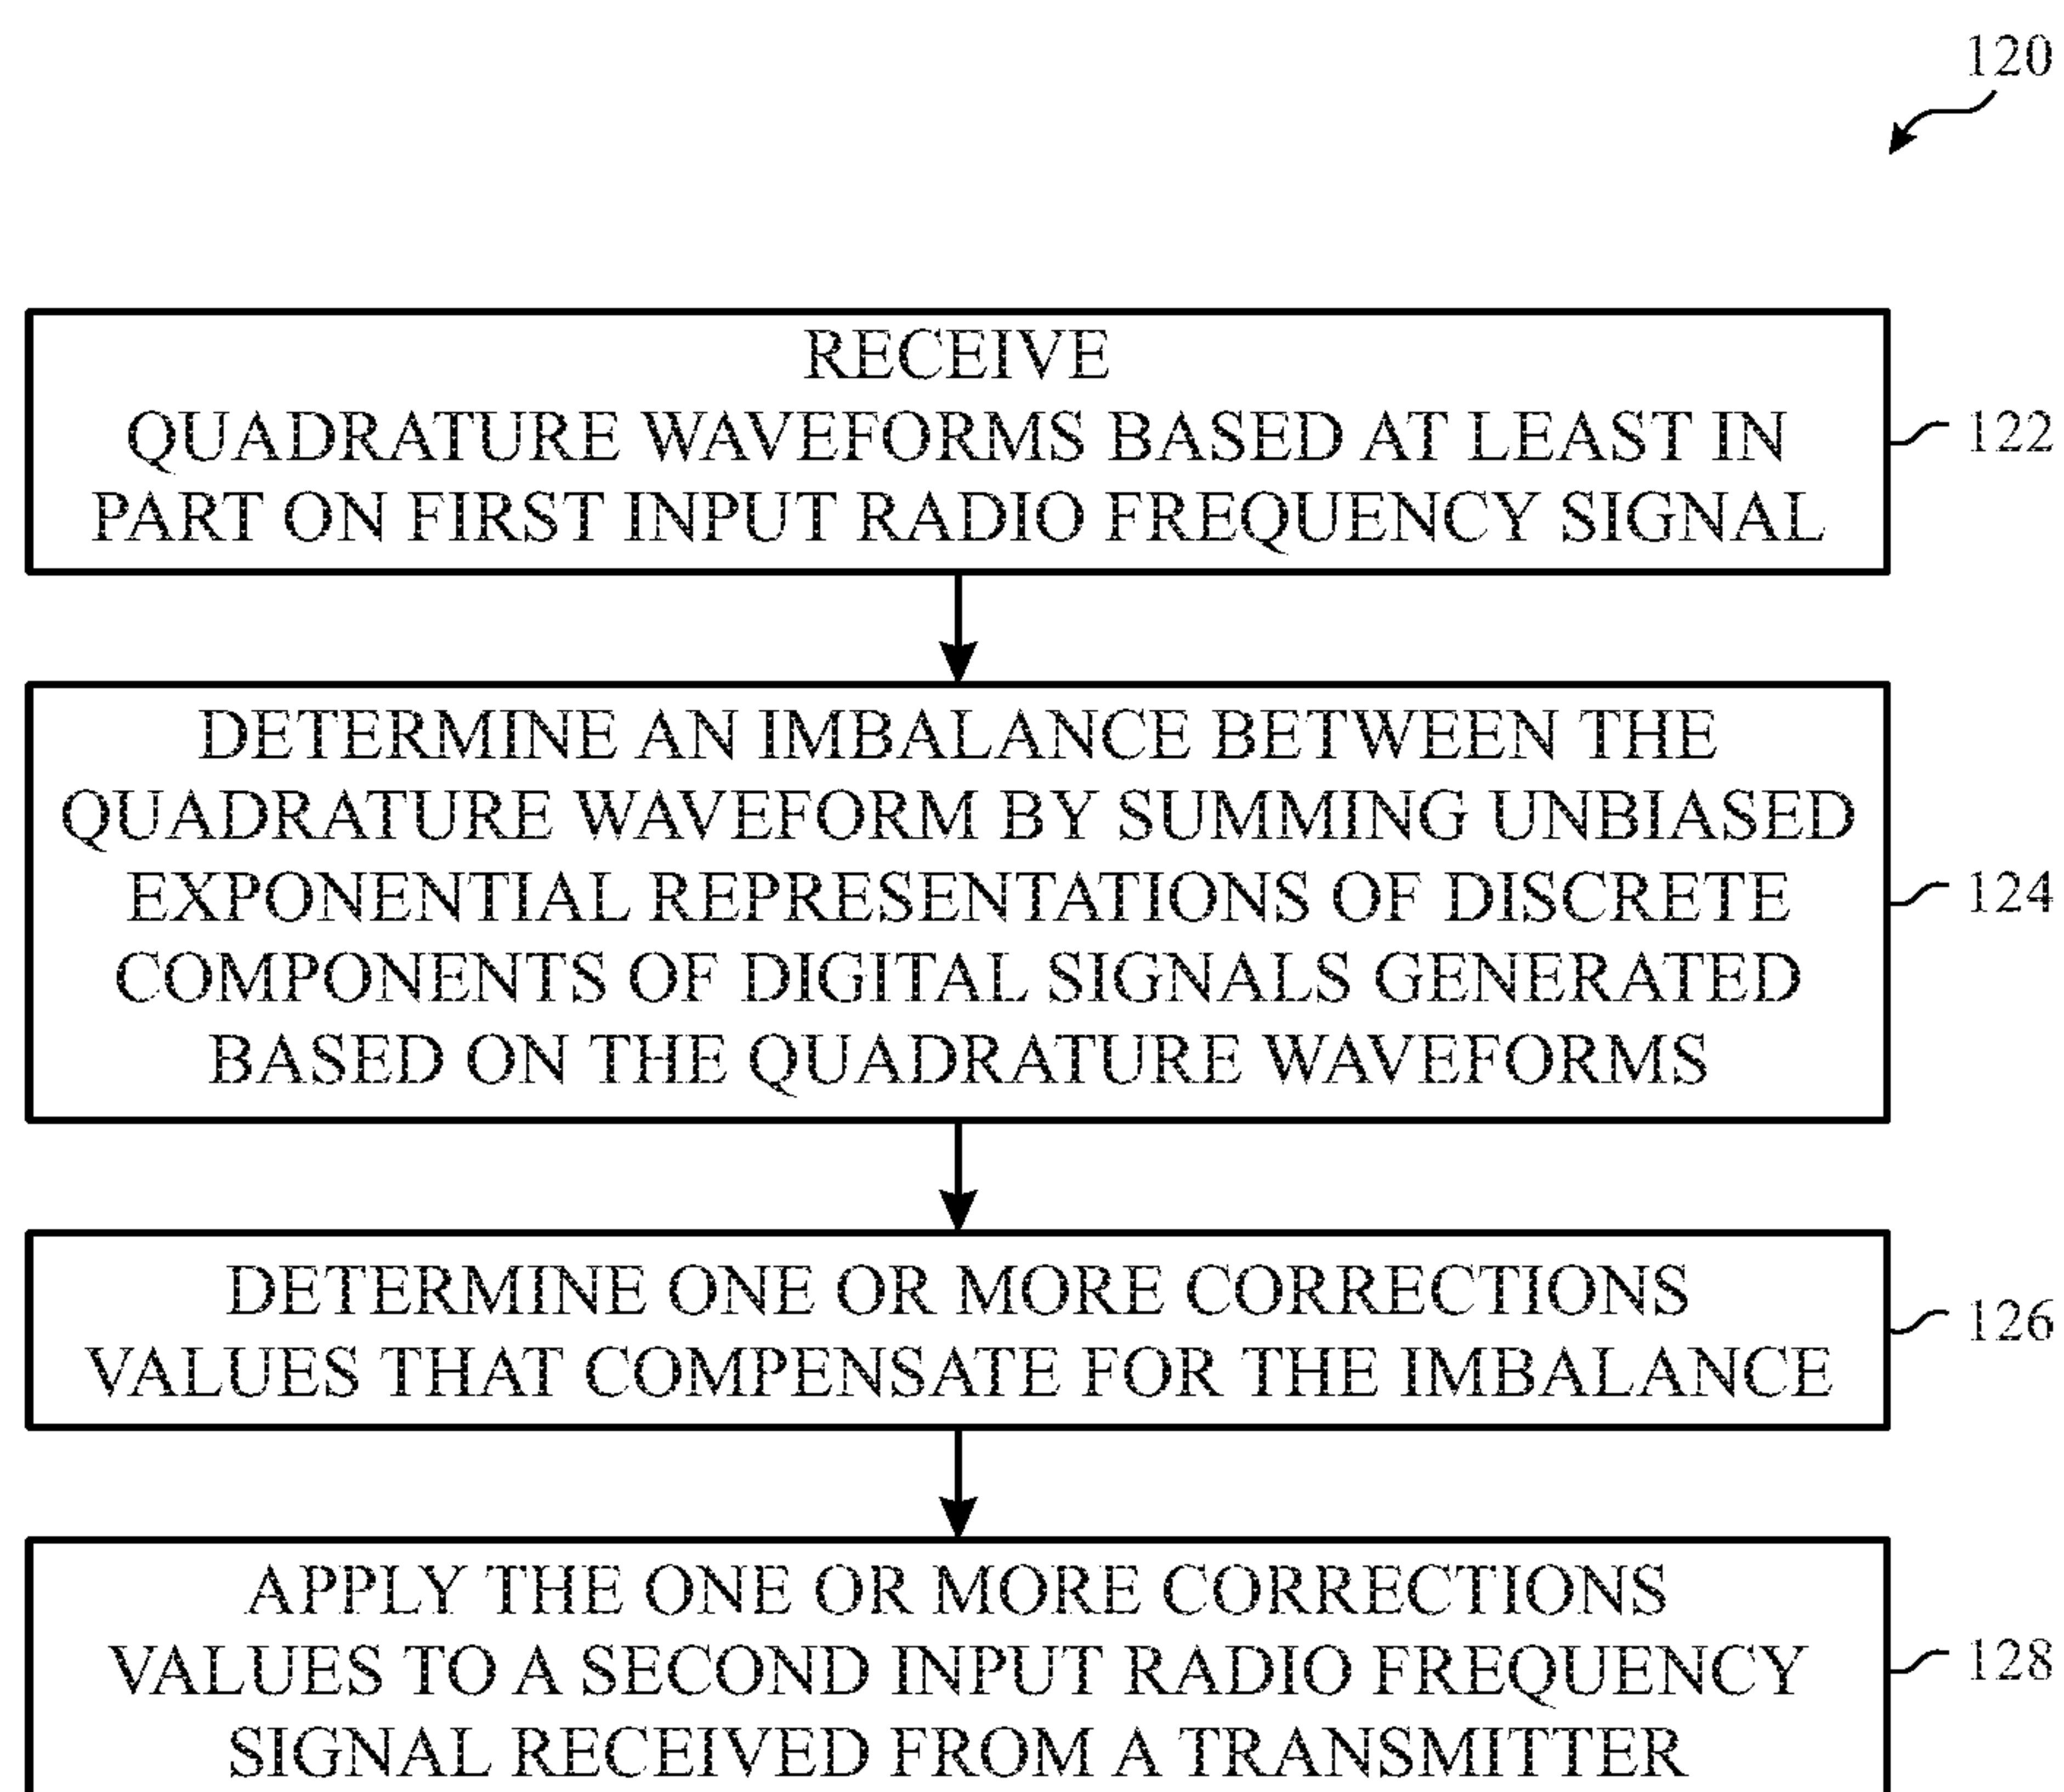 120
RECEIVE
QUADRATURE WAVEFORMS BASED AT LEAST IN
PART ON FIRST INPUT RADIO FREQUENCY SIGNAL
122
DETERMINE AN IMBALANCE BETWEEN THE
QUADRATURE WAVEFORM BY SUMMING UNBIASED
EXPONENTIAL REPRESENTATIONS OF DISCRETE
COMPONENTS OF DIGITAL SIGNALS GENERATED
BASED ON THE QUADRATURE WAVEFORMS
124
DETERMINE ONE OR MORE CORRECTIONS
VALUES THAT COMPENSATE FOR THE IMBALANCE
126
APPLY THE ONE OR MORE CORRECTIONS
VALUES TO A SECOND INPUT RADIO FREQUENCY
SIGNAL RECEIVED FROM A TRANSMITTER
128